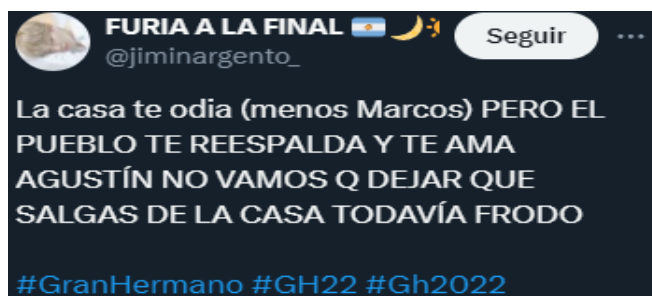 FURIA A LA FINAL 🇦🇷🌙
Seguir
@jiminargento_
La casa te odia (menos Marcos) PERO EL
PUEBLO TE REESPALDA Y TE AMA
AGUSTÍN NO VAMOS Q DEJAR QUE
SALGAS DE LA CASA TODAVÍA FRODO
#GranHermano #GH22 #Gh2022